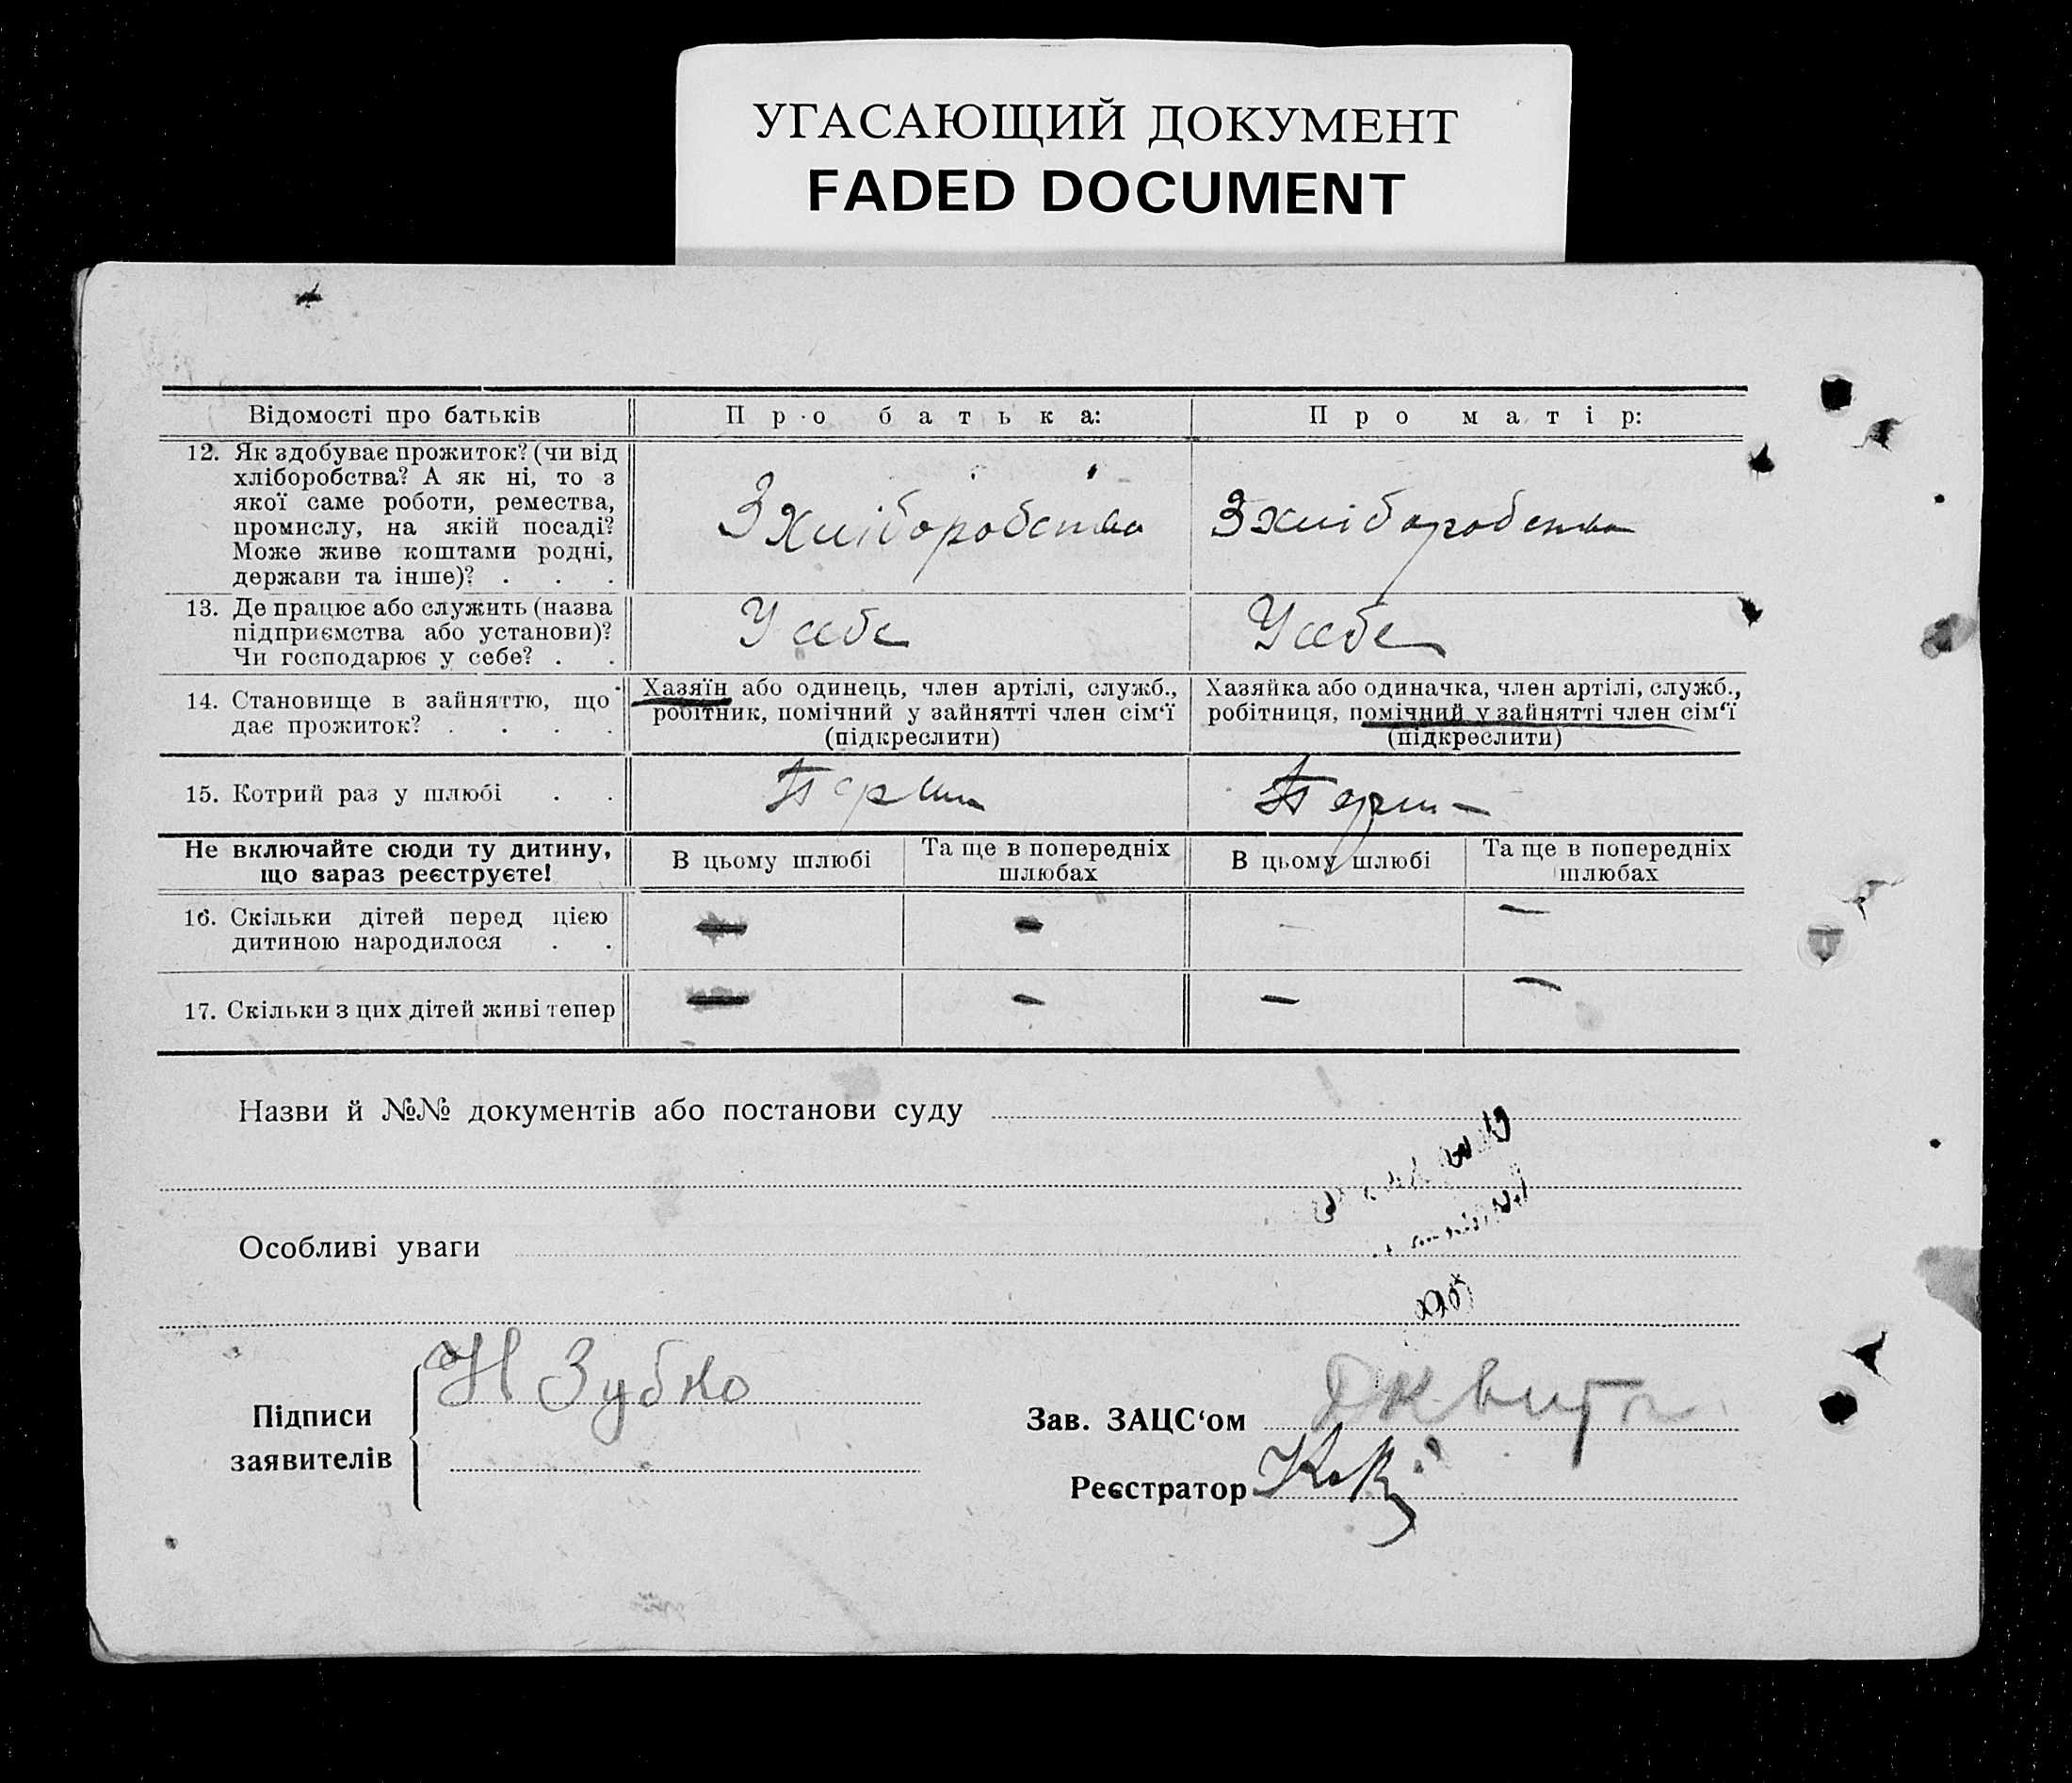 УГАСАЮЩИЙ ДОКУМЕНТ
FADED DOCUMENT
Відомості про батьків
Про батька:
Про матір:
12. Як здобуває прожиток? (чи від
хліборобства? А як ні, то з
якої саме роботи, ремества,
промислу, на якій посаді?
Може живе коштами родні,
держави та інше)? . . .
З хліборобства
З хліборобства
13. Де працює або служить (назва
підприємства або установи)?
Чи господарює у себе? . .
У себе
У себе
14. Становище в зайняттю, що
дає прожиток? . . . .
Хазяїн або одинець, член артілі, служб.,
робітник, помічний у зайнятті член сім‘ї
(підкреслити)
Хазяйка або одиначка, член артілі, служб.,
робітниця, помічний у зайнятті член сім‘ї
(підкреслити)
15. Котрий раз у шлюбі . .
Не включайте сюди ту дитину,
що зараз реєструєте!
В цьому шлюбі
Та ще в попередніх
шлюбах
В цьому шлюбі
Та ще в попередніх
шлюбах
16. Скільки дітей перед цією
дитиною народилося . .
— — — —
17. Скільки з цих дітей живі тепер
— — — —
Назви й №№ документів або постанови суду
Особливі уваги
Підписи
заявителів
Н Зубко
Зав. ЗАЦС‘ом
Реєстратор